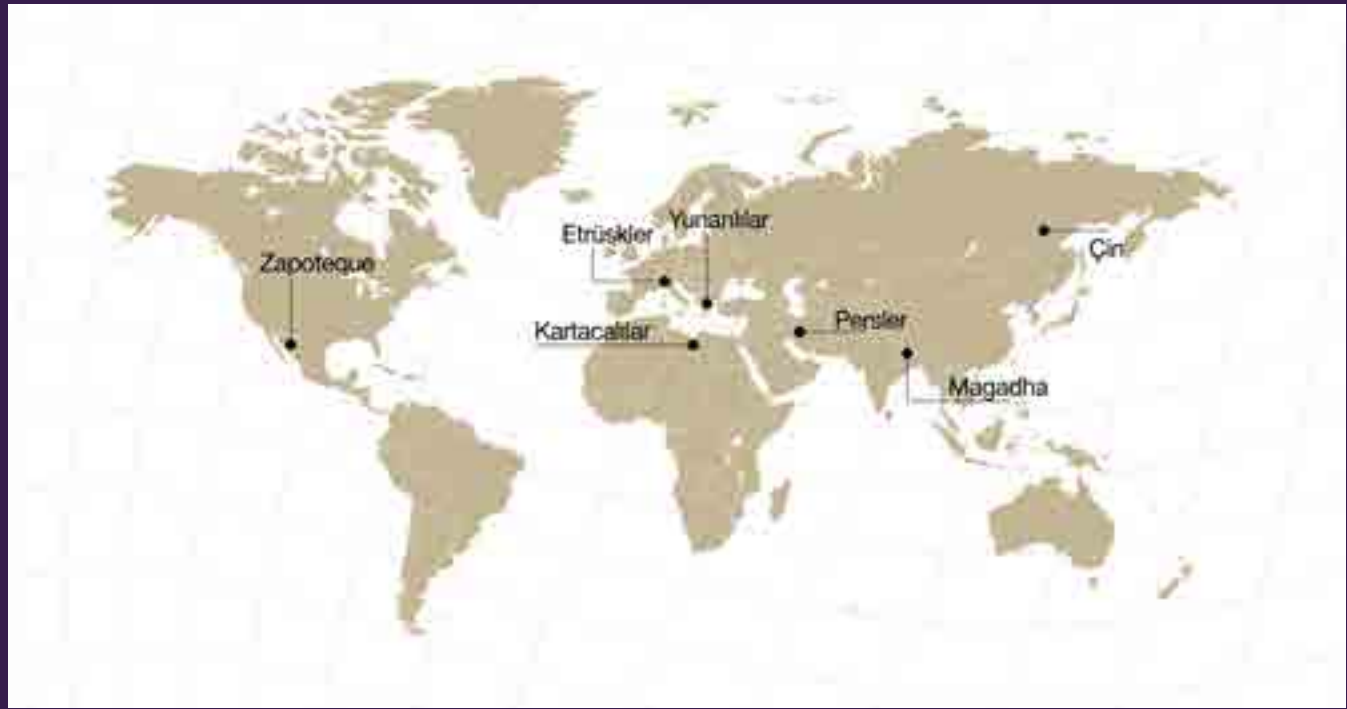 Yunanlılar
Etrüskler
Çin
Zapoteque
Persler
Kartacalılar
Magadha